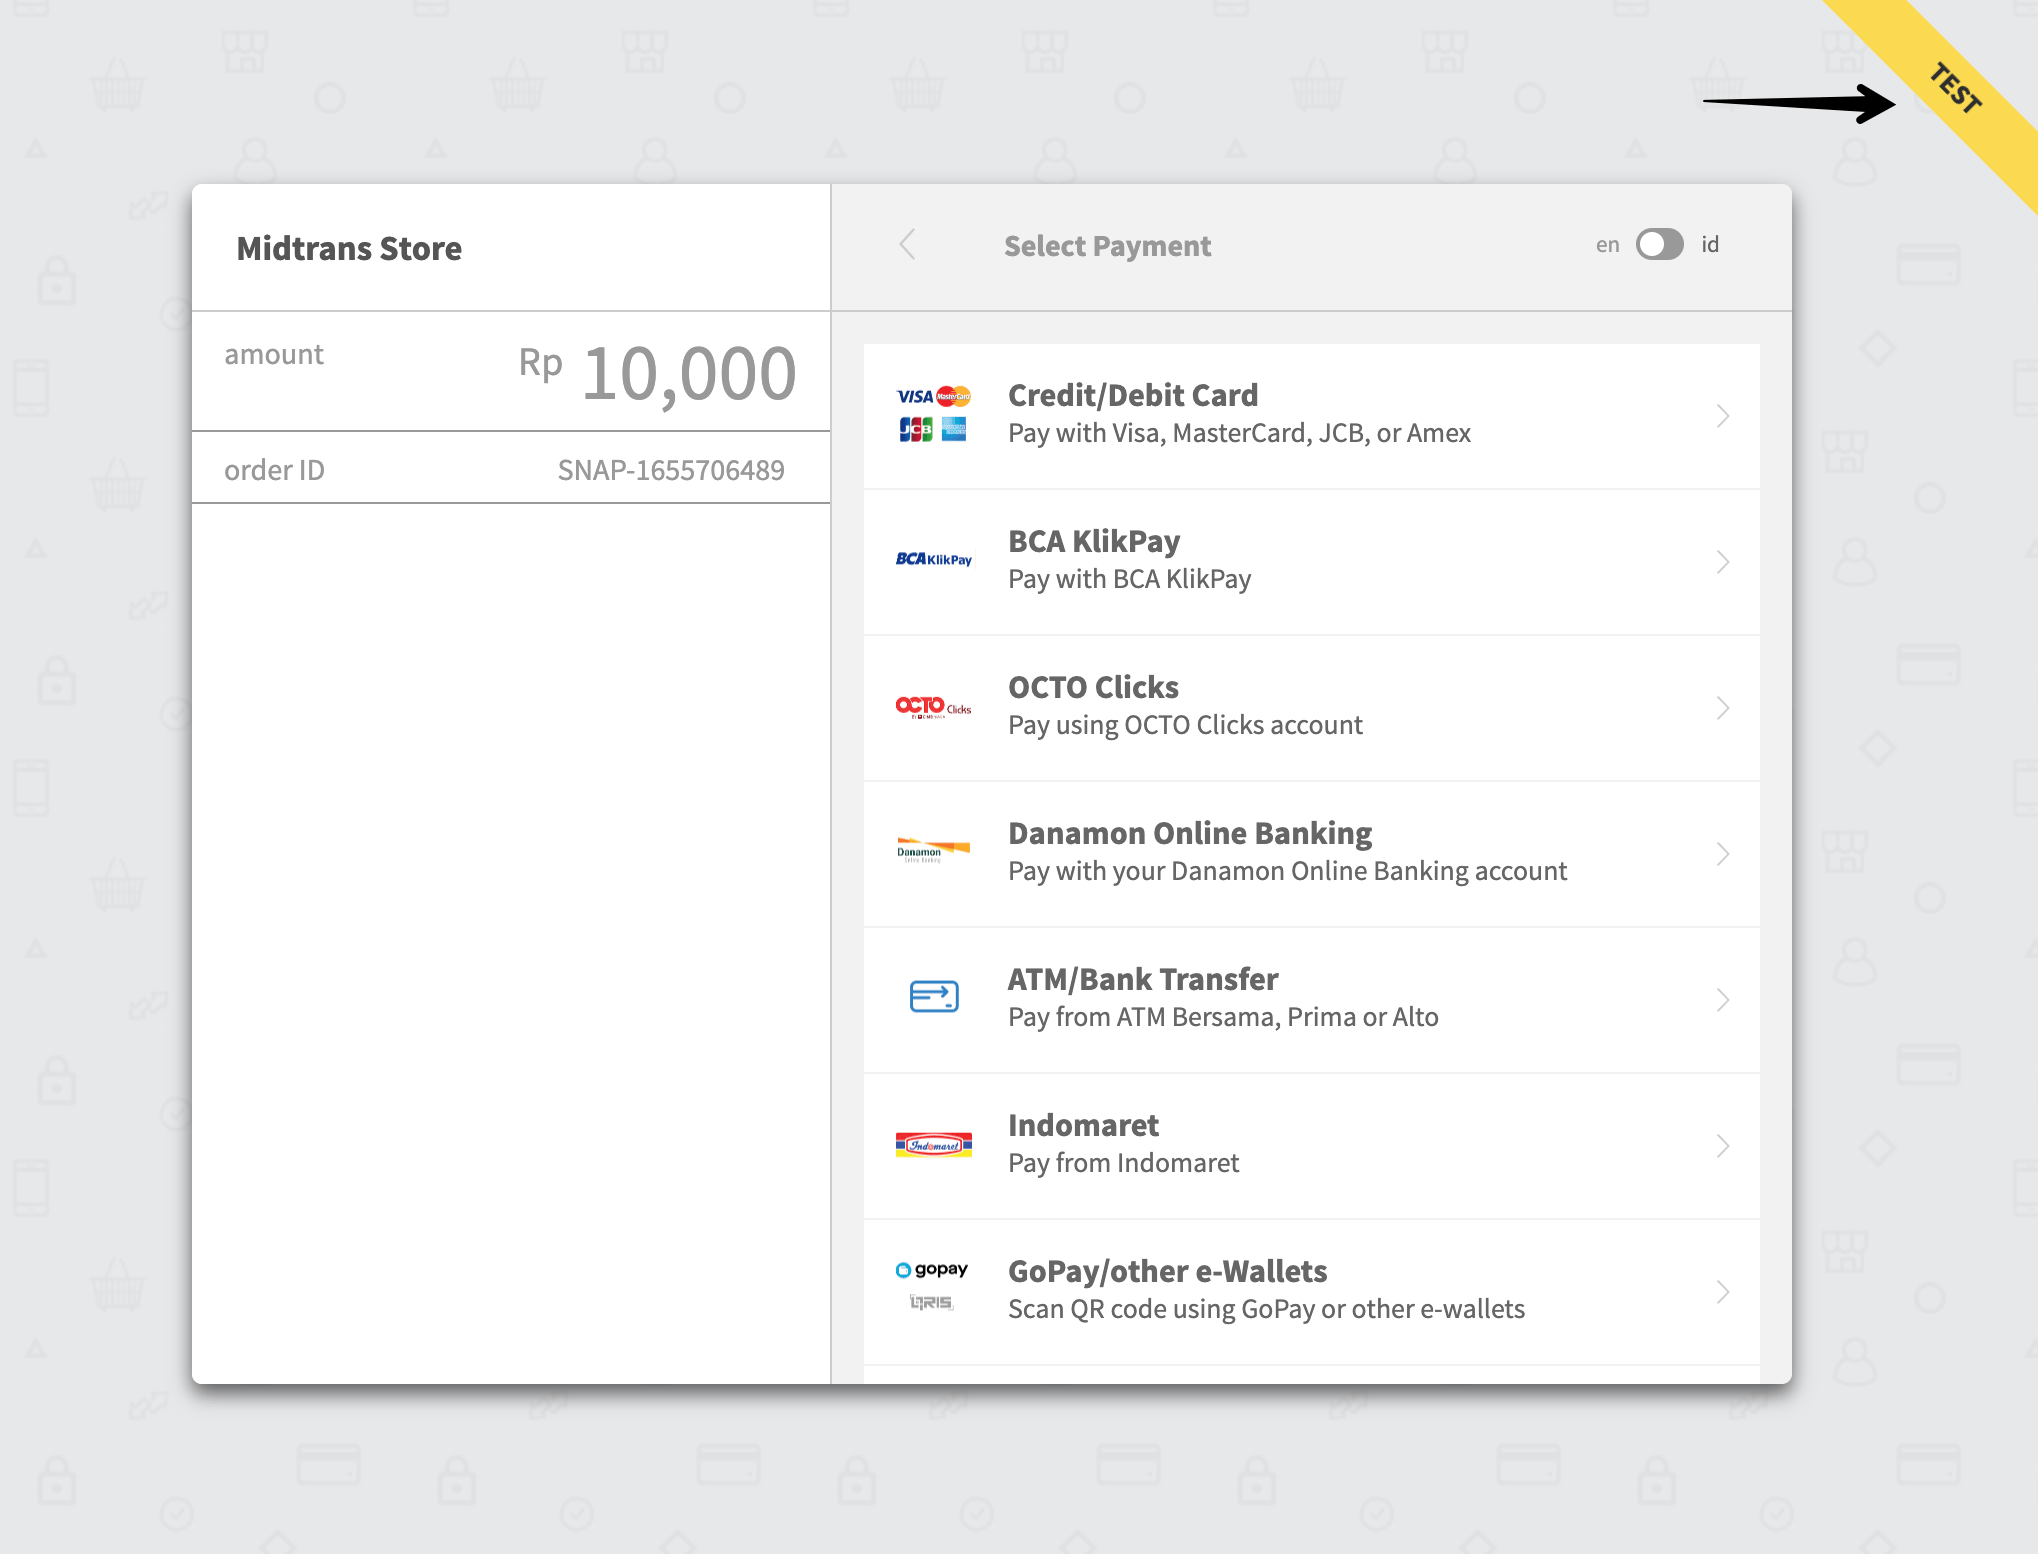 TEST
Midtrans Store
Select Payment
en id
amount
Rp 10,000
order ID
SNAP-1655706489
VISA MasterCard
JCB
Credit/Debit Card
Pay with Visa, MasterCard, JCB, or Amex
BCA KlikPay
BCA KlikPay
Pay with BCA KlikPay
OCTO Clicks
OCTO Clicks
Pay using OCTO Clicks account
Danamon
Online Banking
Danamon Online Banking
Pay with your Danamon Online Banking account
ATM/Bank Transfer
Pay from ATM Bersama, Prima or Alto
Indomaret
Indomaret
Pay from Indomaret
gopay
QRIS
GoPay/other e-Wallets
Scan QR code using GoPay or other e-wallets